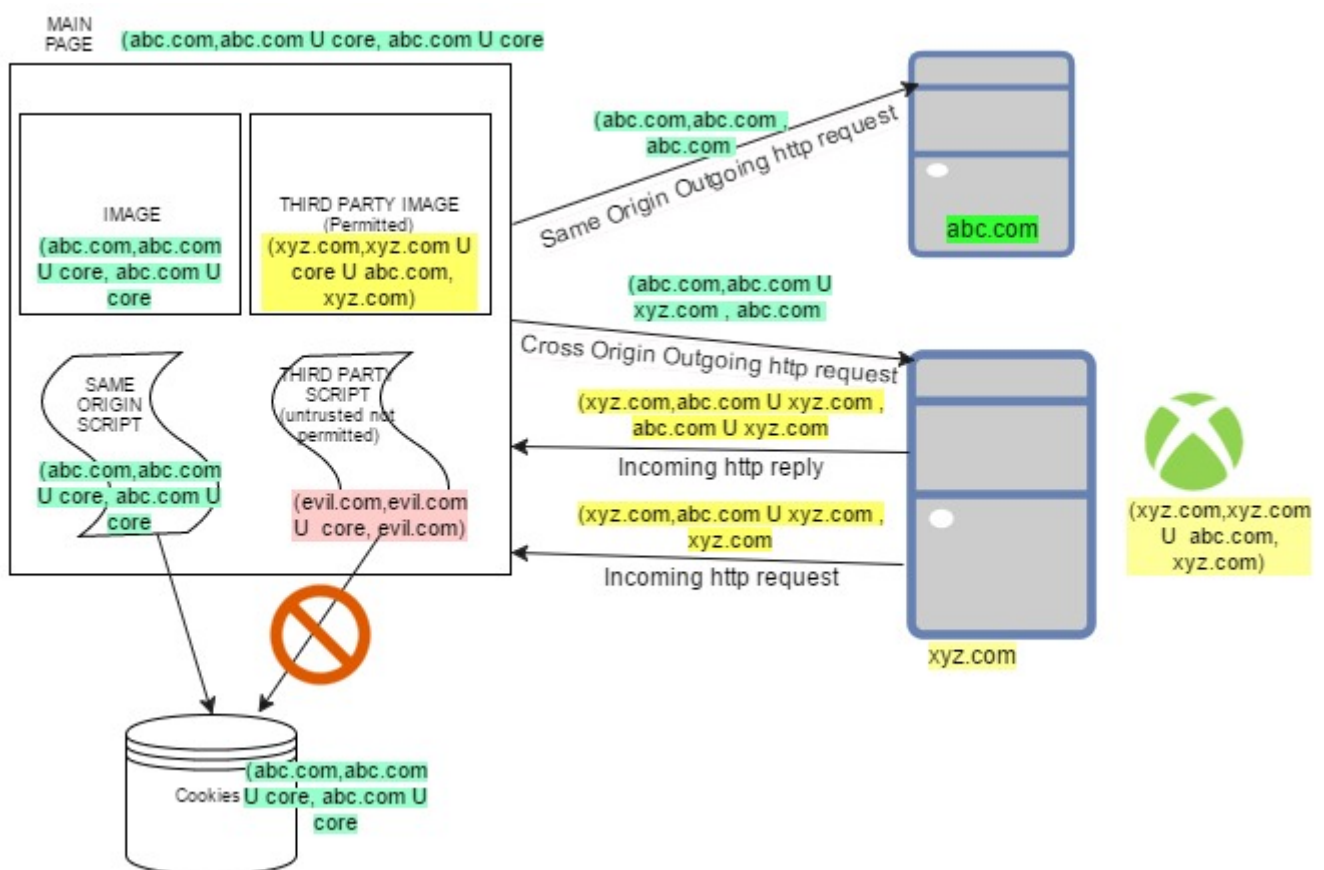 MAIN
PAGE
(abc.com,abc.com U core, abc.com U core
IMAGE
(abc.com,abc.com
U core, abc.com U
core
THIRD PARTY IMAGE
(Permitted)
(xyz.com,xyz.com U
core U abc.com,
xyz.com)
SAME
ORIGIN
SCRIPT
(abc.com,abc.com
U core, abc.com U
core
THIRD PARTY
SCRIPT
(untrusted not
permitted)
(evil.com,evil.com
U core, evil.com)
(abc.com,abc.com ,
abc.com
Same Origin Outgoing http request
abc.com
(abc.com,abc.com U
xyz.com , abc.com
Cross Origin Outgoing http request
(xyz.com,abc.com U xyz.com ,
abc.com U xyz.com
Incoming http reply
(xyz.com,abc.com U xyz.com ,
xyz.com
Incoming http request
(xyz.com,xyz.com
U abc.com,
xyz.com)
xyz.com
Cookies
(abc.com,abc.com
U core, abc.com U
core